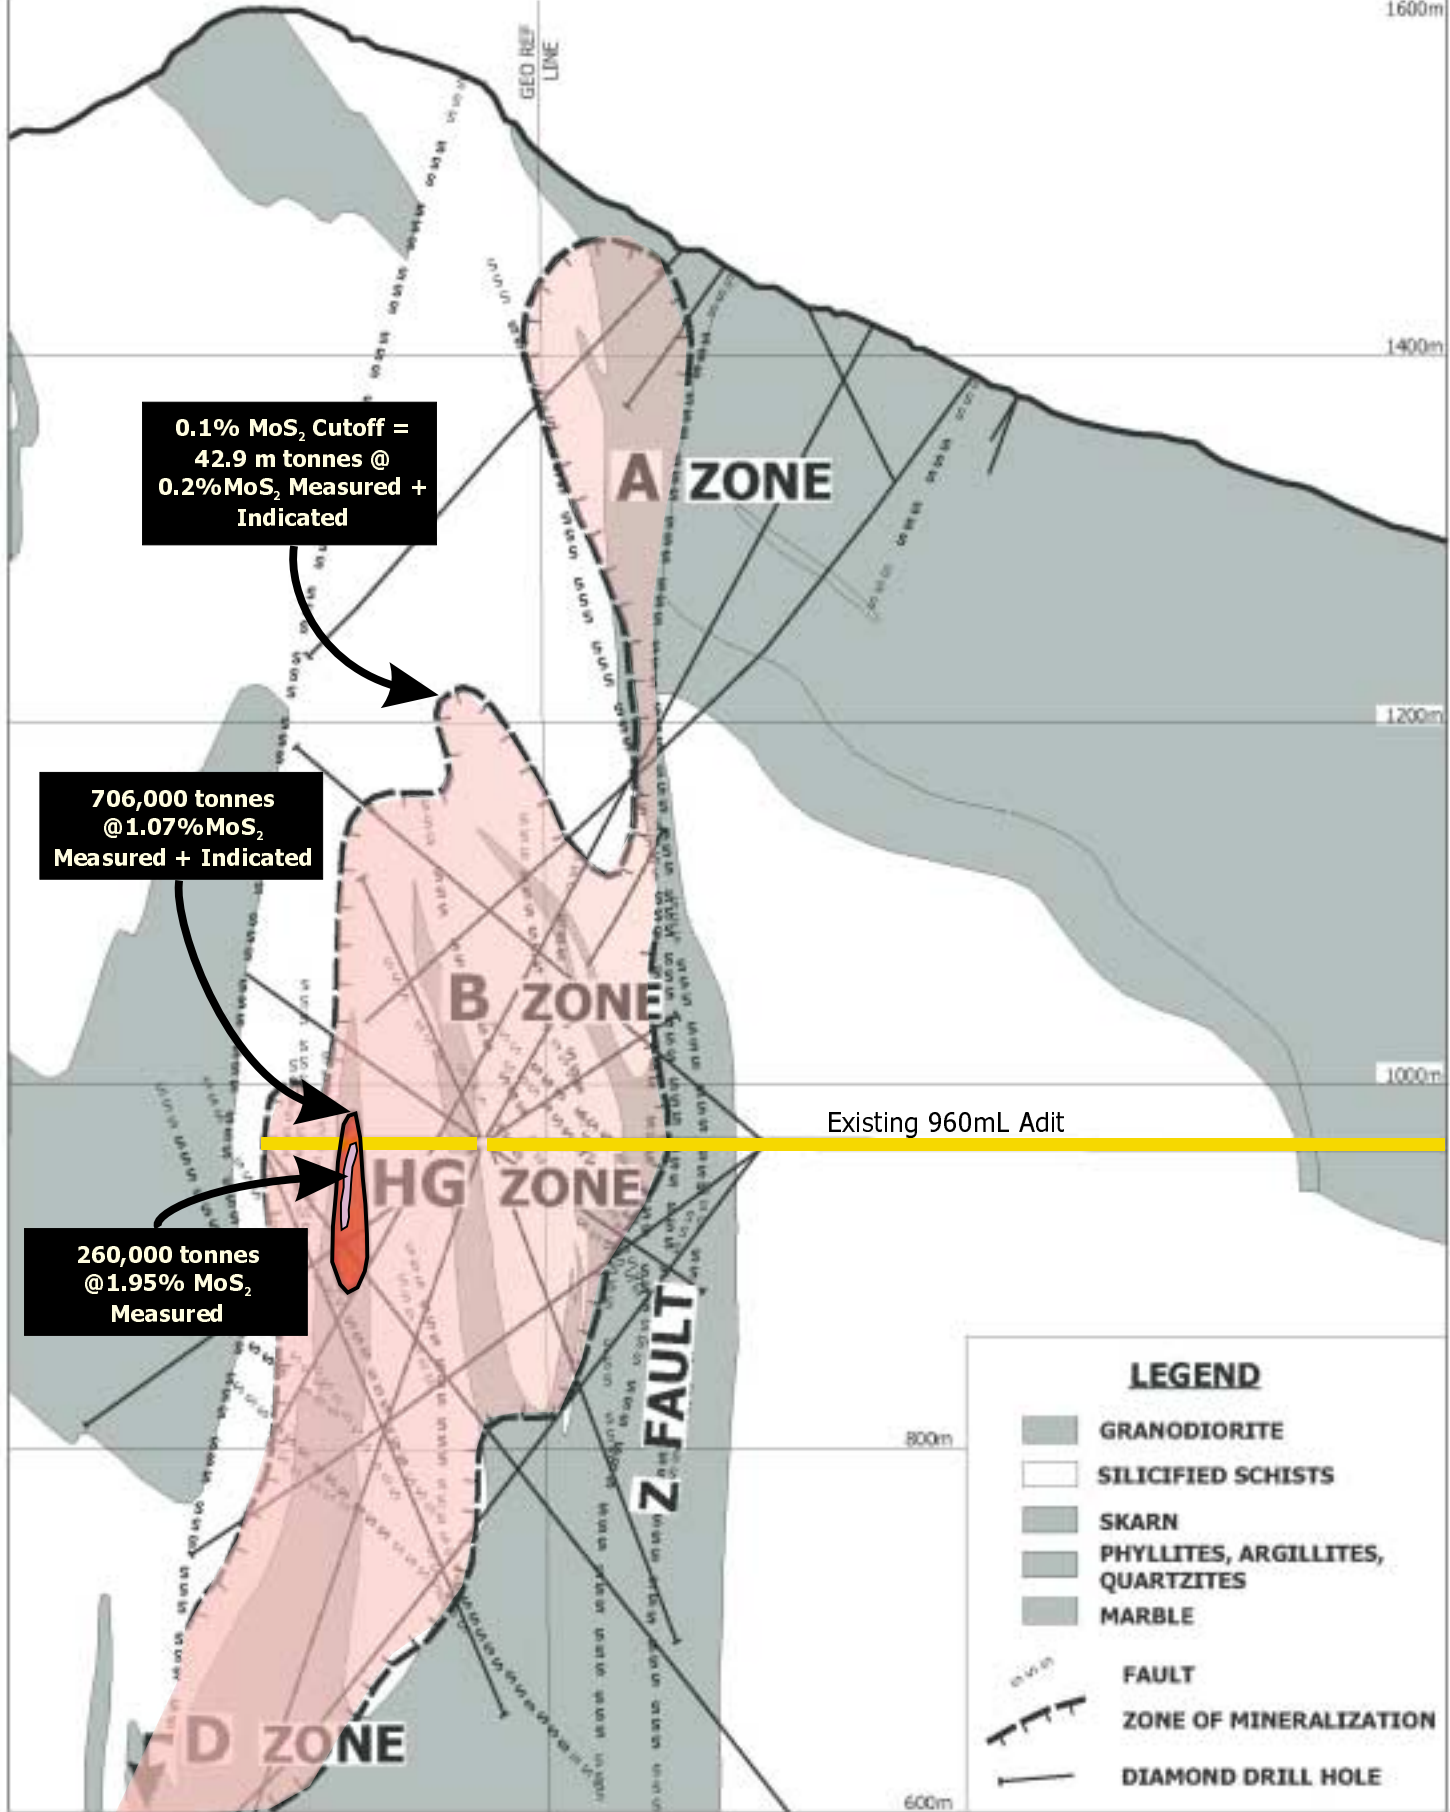 1600m
GEO REF
LINE
1400m
0.1% MoS₂ Cutoff =
42.9 m tonnes @
0.2%MoS₂ Measured +
Indicated
A ZONE
1200m
706,000 tonnes
@1.07%MoS₂
Measured + Indicated
B ZONE
1000m
Existing 960mL Adit
HG ZONE
260,000 tonnes
@1.95% MoS₂
Measured
Z FAULT
800m
LEGEND
GRANODIORITE
SILICIFIED SCHISTS
SKARN
PHYLLITES, ARGILLITES,
QUARTZITES
MARBLE
FAULT
ZONE OF MINERALIZATION
DIAMOND DRILL HOLE
D ZONE
600m